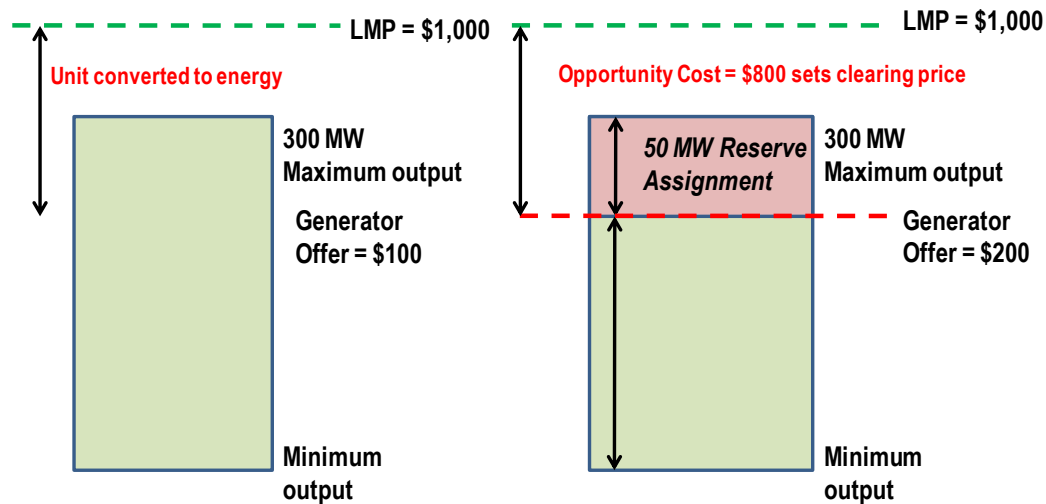 LMP = $1,000
Unit converted to energy
300 MW
Maximum output
Generator
Offer = $100
Minimum
output
LMP = $1,000
Opportunity Cost = $800 sets clearing price
50 MW Reserve
Assignment
300 MW
Maximum output
Generator
Offer = $200
Minimum
output